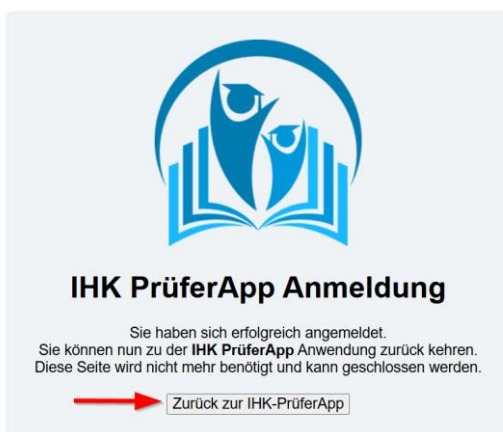 IHK PrüferApp Anmeldung
Sie haben sich erfolgreich angemeldet.
Sie können nun zu der IHK PrüferApp Anwendung zurück kehren.
Diese Seite wird nicht mehr benötigt und kann geschlossen werden.
Zurück zur IHK-PrüferApp